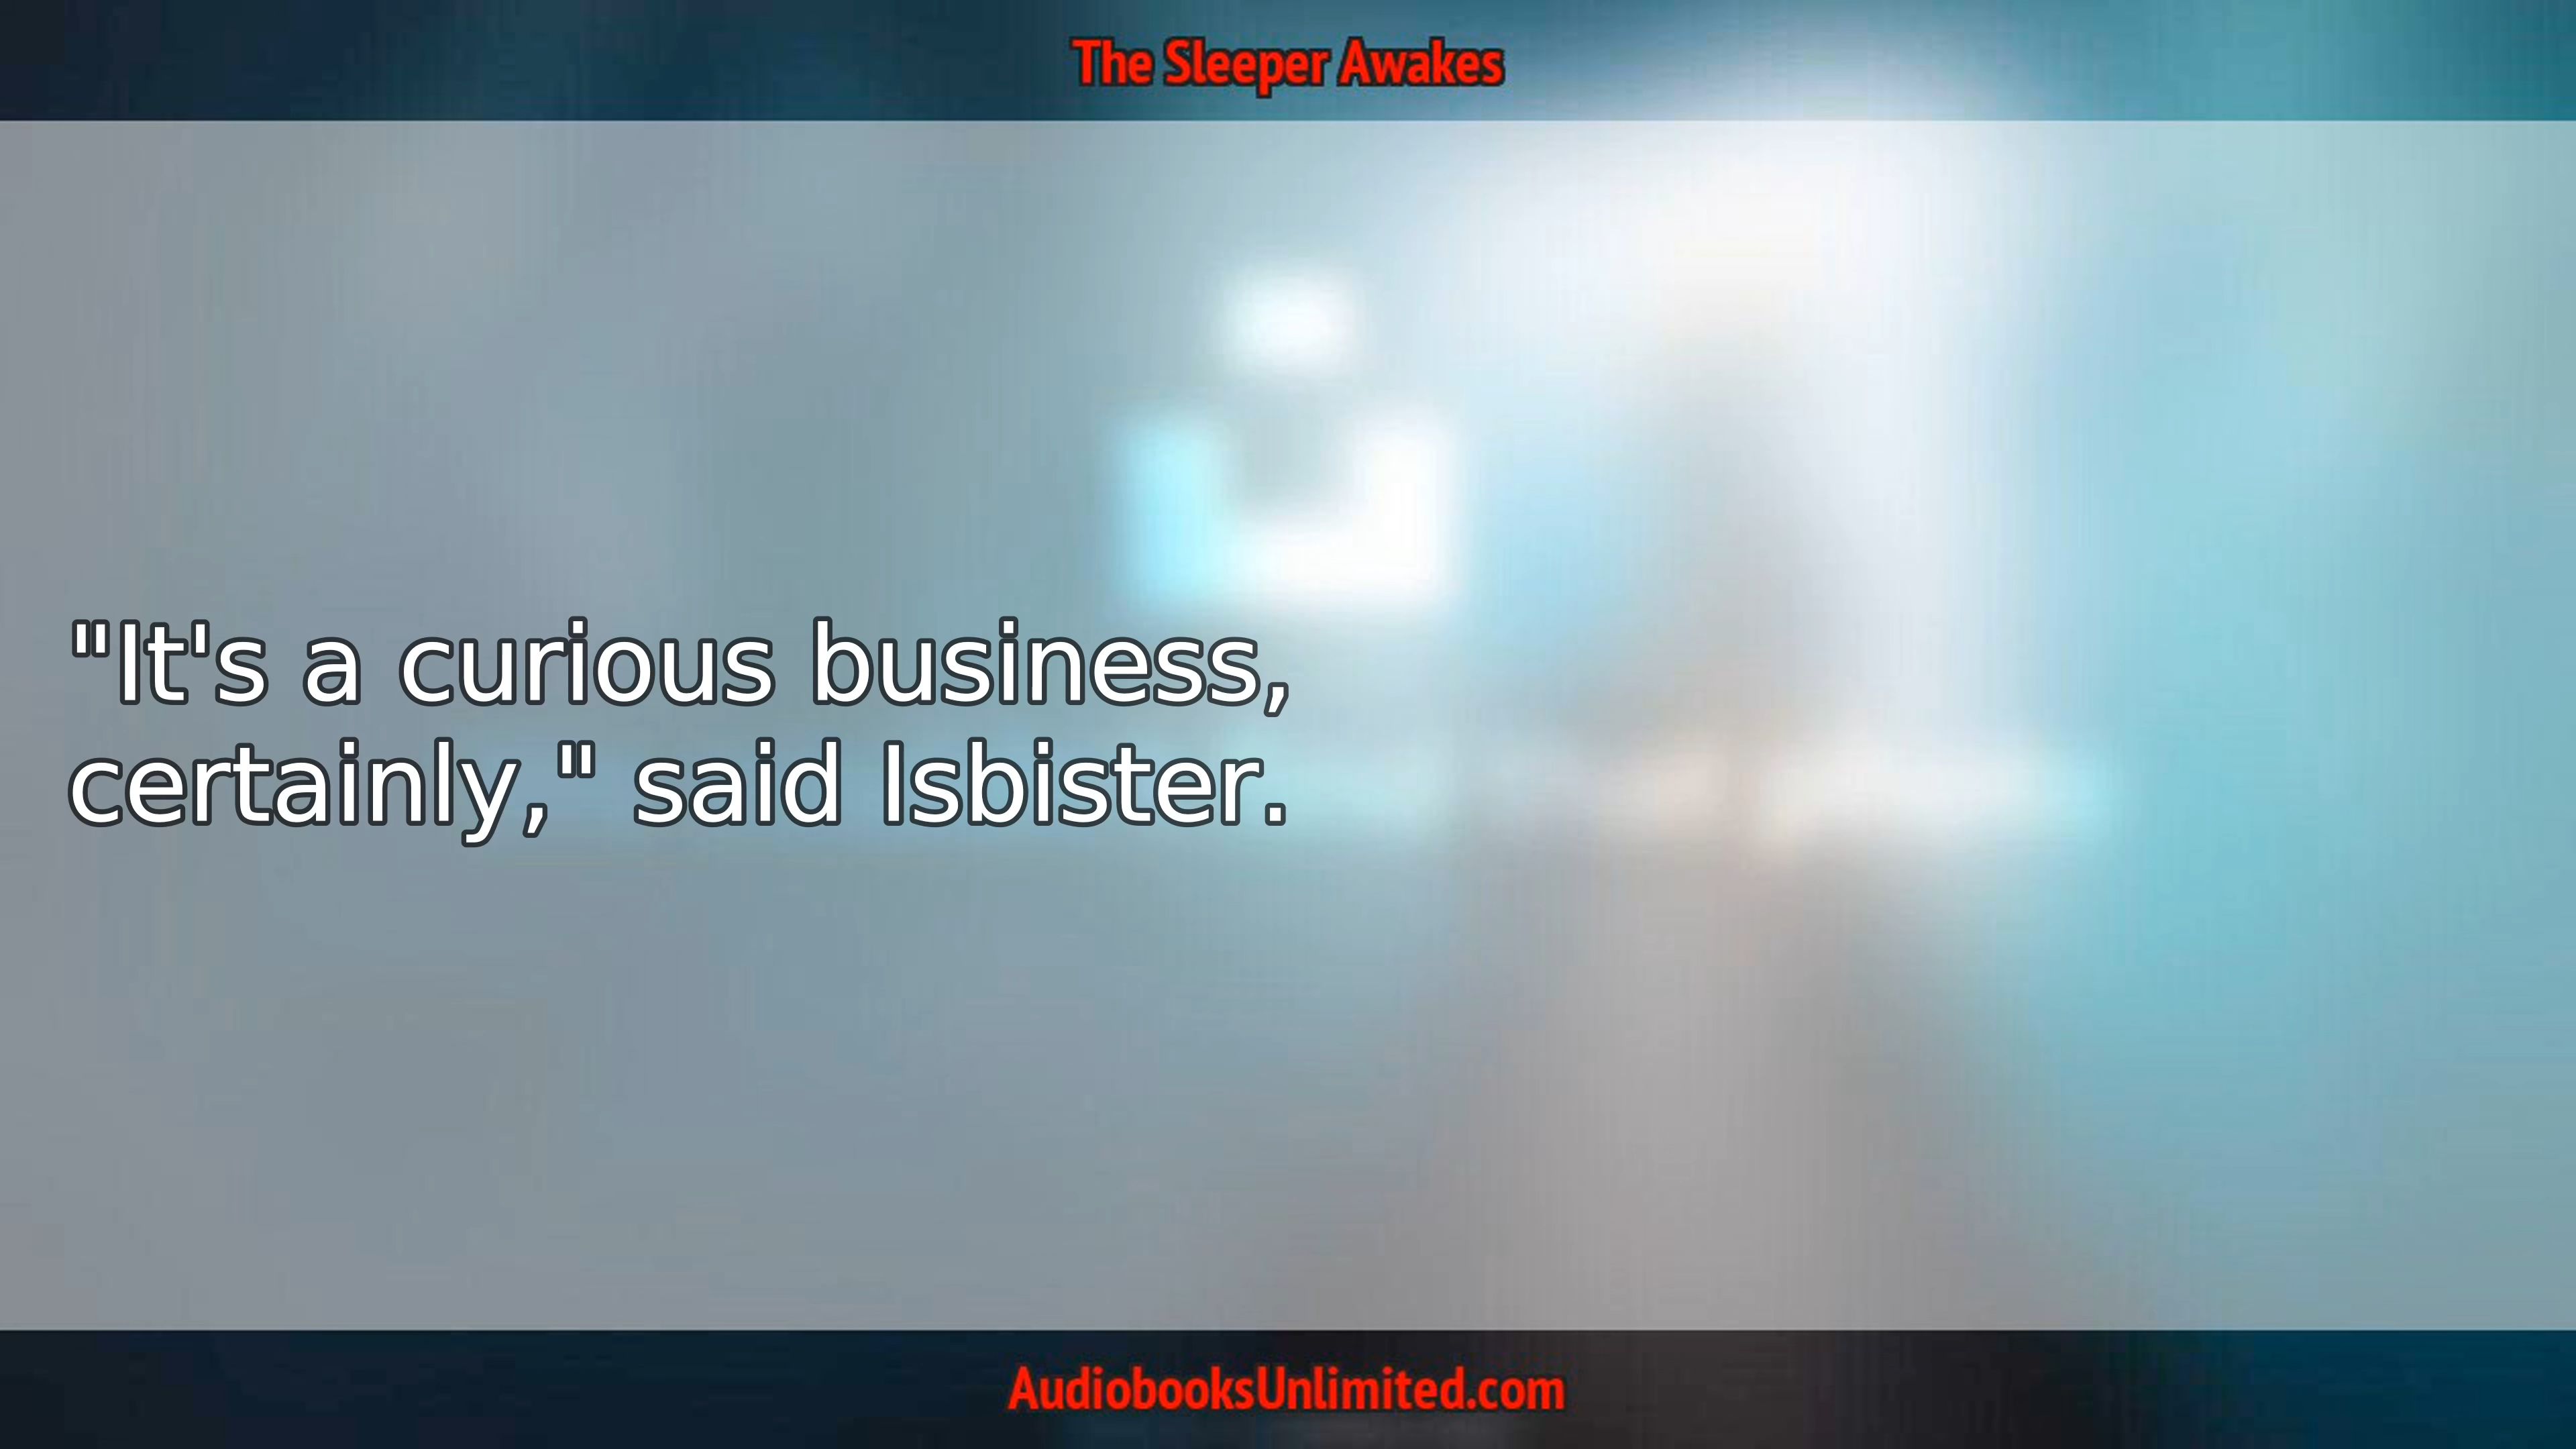 The Sleeper Awakes
"It's a curious business,
certainly," said Isbister.
AudiobooksUnlimited.com